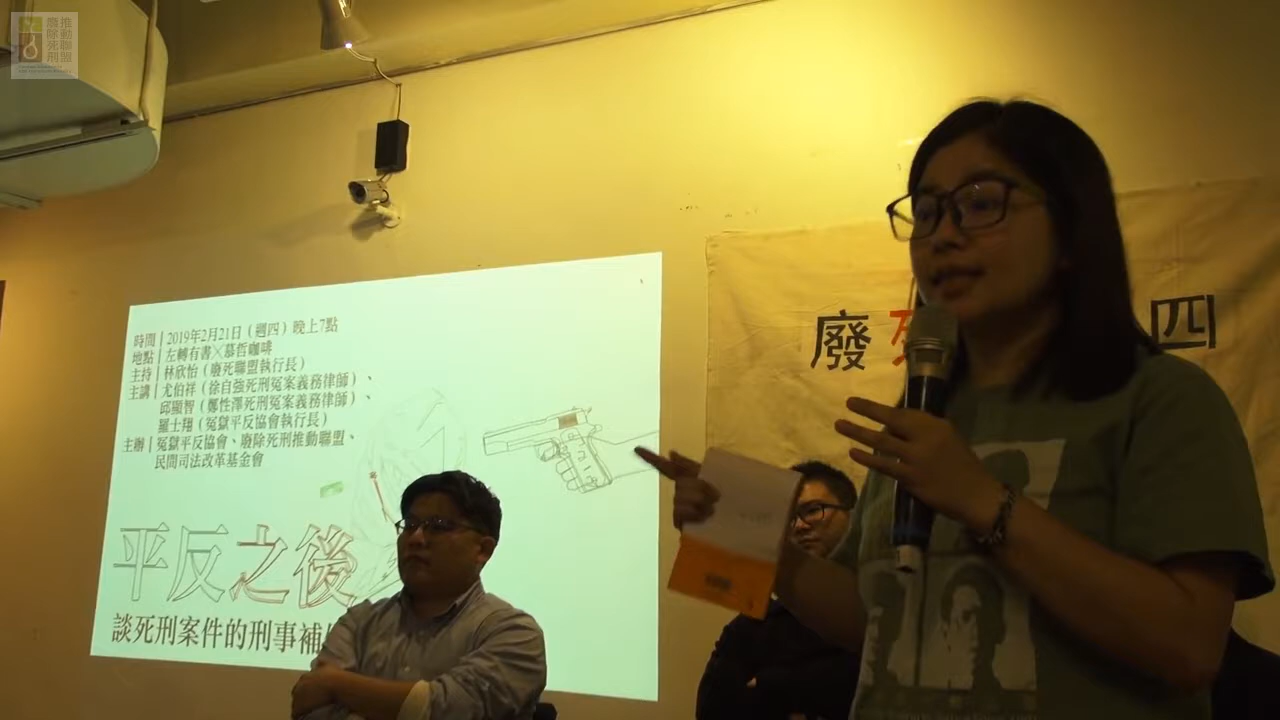 廢推
除動
死聯
刑盟
時間｜2019年2月21日（週四）晚上7點
地點｜左轉有書╳慕哲咖啡
主持｜林欣怡（廢死聯盟執行長）
主講｜尤伯祥（徐自強死刑冤案義務律師）、
邱顯智（鄭性澤死刑冤案義務律師）、
羅士翔（冤獄平反協會執行長）
主辦｜冤獄平反協會、廢除死刑推動聯盟、
民間司法改革基金會
平反之後
談死刑案件的刑事補
廢死 四